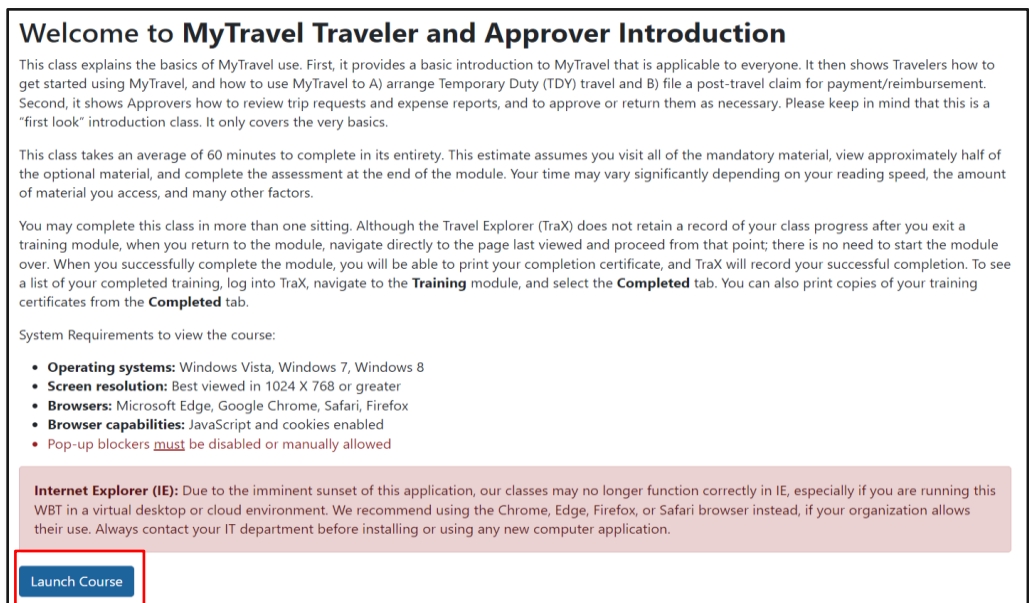 Welcome to MyTravel Traveler and Approver Introduction
This class explains the basics of MyTravel use. First, it provides a basic introduction to MyTravel that is applicable to everyone. It then shows Travelers how to
get started using MyTravel, and how to use MyTravel to A) arrange Temporary Duty (TDY) travel and B) file a post-travel claim for payment/reimbursement.
Second, it shows Approvers how to review trip requests and expense reports, and to approve or return them as necessary. Please keep in mind that this is a
“first look” introduction class. It only covers the very basics.
This class takes an average of 60 minutes to complete in its entirety. This estimate assumes you visit all of the mandatory material, view approximately half of
the optional material, and complete the assessment at the end of the module. Your time may vary significantly depending on your reading speed, the amount
of material you access, and many other factors.
You may complete this class in more than one sitting. Although the Travel Explorer (TraX) does not retain a record of your class progress after you exit a
training module, when you return to the module, navigate directly to the page last viewed and proceed from that point; there is no need to start the module
over. When you successfully complete the module, you will be able to print your completion certificate, and TraX will record your successful completion. To see
a list of your completed training, log into TraX, navigate to the Training module, and select the Completed tab. You can also print copies of your training
certificates from the Completed tab.
System Requirements to view the course:
• Operating systems: Windows Vista, Windows 7, Windows 8
• Screen resolution: Best viewed in 1024 X 768 or greater
• Browsers: Microsoft Edge, Google Chrome, Safari, Firefox
• Browser capabilities: JavaScript and cookies enabled
• Pop-up blockers must be disabled or manually allowed
Internet Explorer (IE): Due to the imminent sunset of this application, our classes may no longer function correctly in IE, especially if you are running this
WBT in a virtual desktop or cloud environment. We recommend using the Chrome, Edge, Firefox, or Safari browser instead, if your organization allows
their use. Always contact your IT department before installing or using any new computer application.
Launch Course